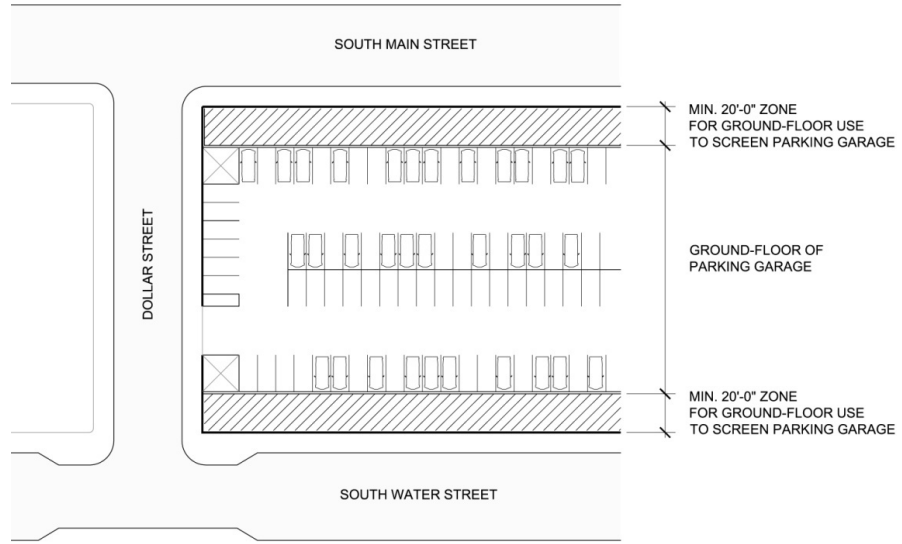 SOUTH MAIN STREET
MIN. 20'-0" ZONE
FOR GROUND-FLOOR USE
TO SCREEN PARKING GARAGE
DOLLAR STREET
GROUND-FLOOR OF
PARKING GARAGE
MIN. 20'-0" ZONE
FOR GROUND-FLOOR USE
TO SCREEN PARKING GARAGE
SOUTH WATER STREET